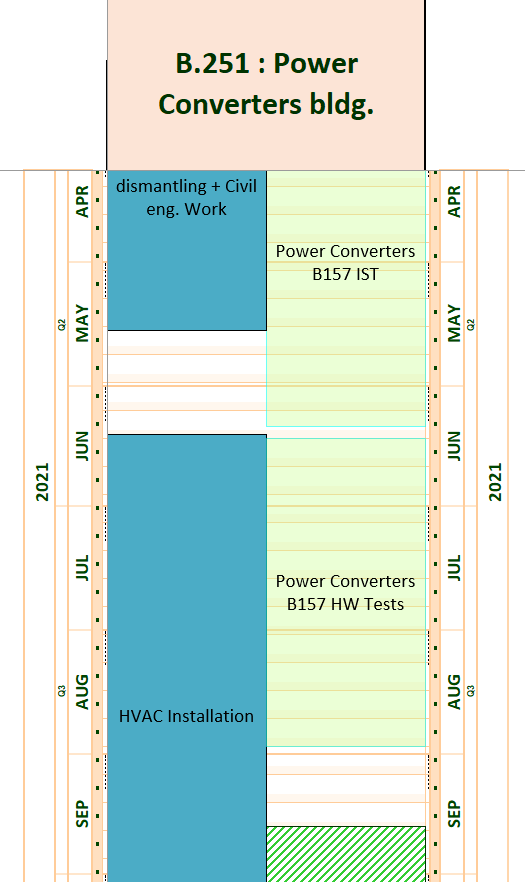 B.251 : Power
Converters bldg.
dismantling + Civil
eng. Work
Power Converters
B157 IST
Power Converters
B157 HW Tests
HVAC Installation
2021
Q2
Q3
APR
MAY
JUN
JUL
AUG
SEP
APR
MAY
JUN
JUL
AUG
SEP
Q2
Q3
2021